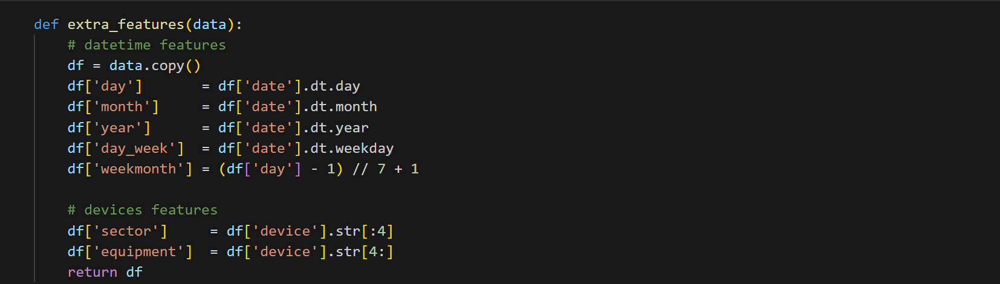 def extra_features(data):
    # datetime features
    df = data.copy()
    df['day']       = df['date'].dt.day
    df['month']     = df['date'].dt.month
    df['year']      = df['date'].dt.year
    df['day_week']  = df['date'].dt.weekday
    df['weekmonth'] = (df['day'] - 1) // 7 + 1

    # devices features
    df['sector']     = df['device'].str[:4]
    df['equipment']  = df['device'].str[4:]
    return df